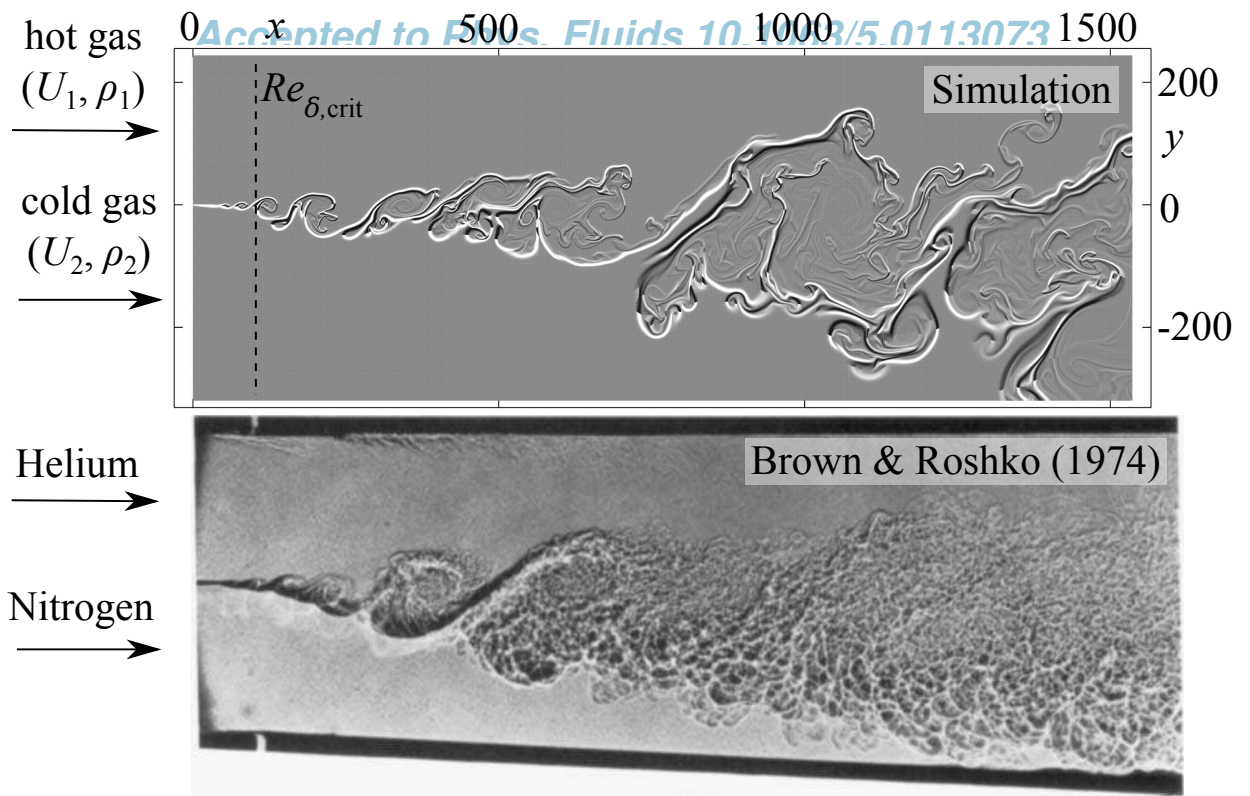 Accepted to Phys. Fluids 10.1063/5.0113073
0 x 500 1000 1500
hot gas
(U₁, ρ₁)
Re_δ,crit
Simulation
200
y
cold gas
0
(U₂, ρ₂)
-200
Helium
Brown & Roshko (1974)
Nitrogen